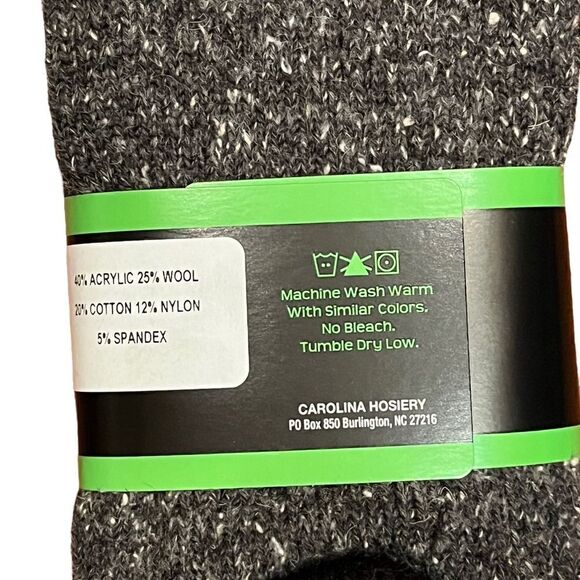 40% ACRYLIC 25% WOOL
20% COTTON 12% NYLON
5% SPANDEX
Machine Wash Warm
With Similar Colors.
No Bleach.
Tumble Dry Low.
CAROLINA HOSIERY
PO Box 850 Burlington, NC 27216